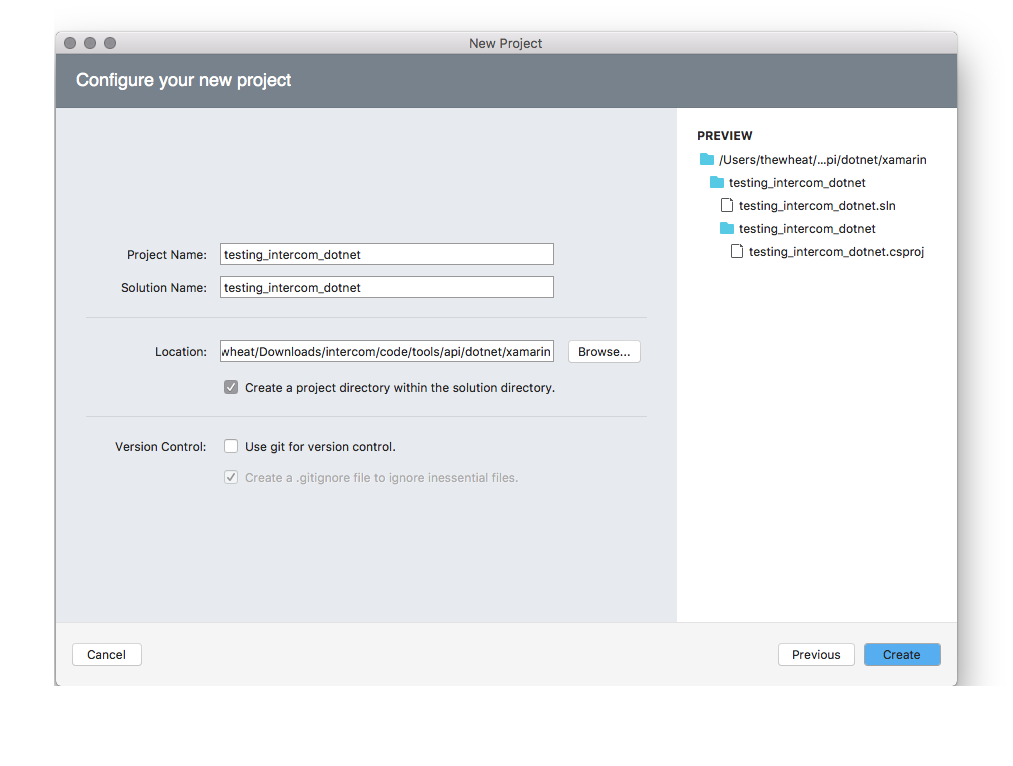 New Project
Configure your new project
Project Name: testing_intercom_dotnet
Solution Name: testing_intercom_dotnet
Location: wheat/Downloads/intercom/code/tools/api/dotnet/xamarin Browse...
Create a project directory within the solution directory.
Version Control: Use git for version control.
Create a .gitignore file to ignore inessential files.
PREVIEW
/Users/thewheat/...pi/dotnet/xamarin
testing_intercom_dotnet
testing_intercom_dotnet.sln
testing_intercom_dotnet
testing_intercom_dotnet.csproj
Cancel Previous Create